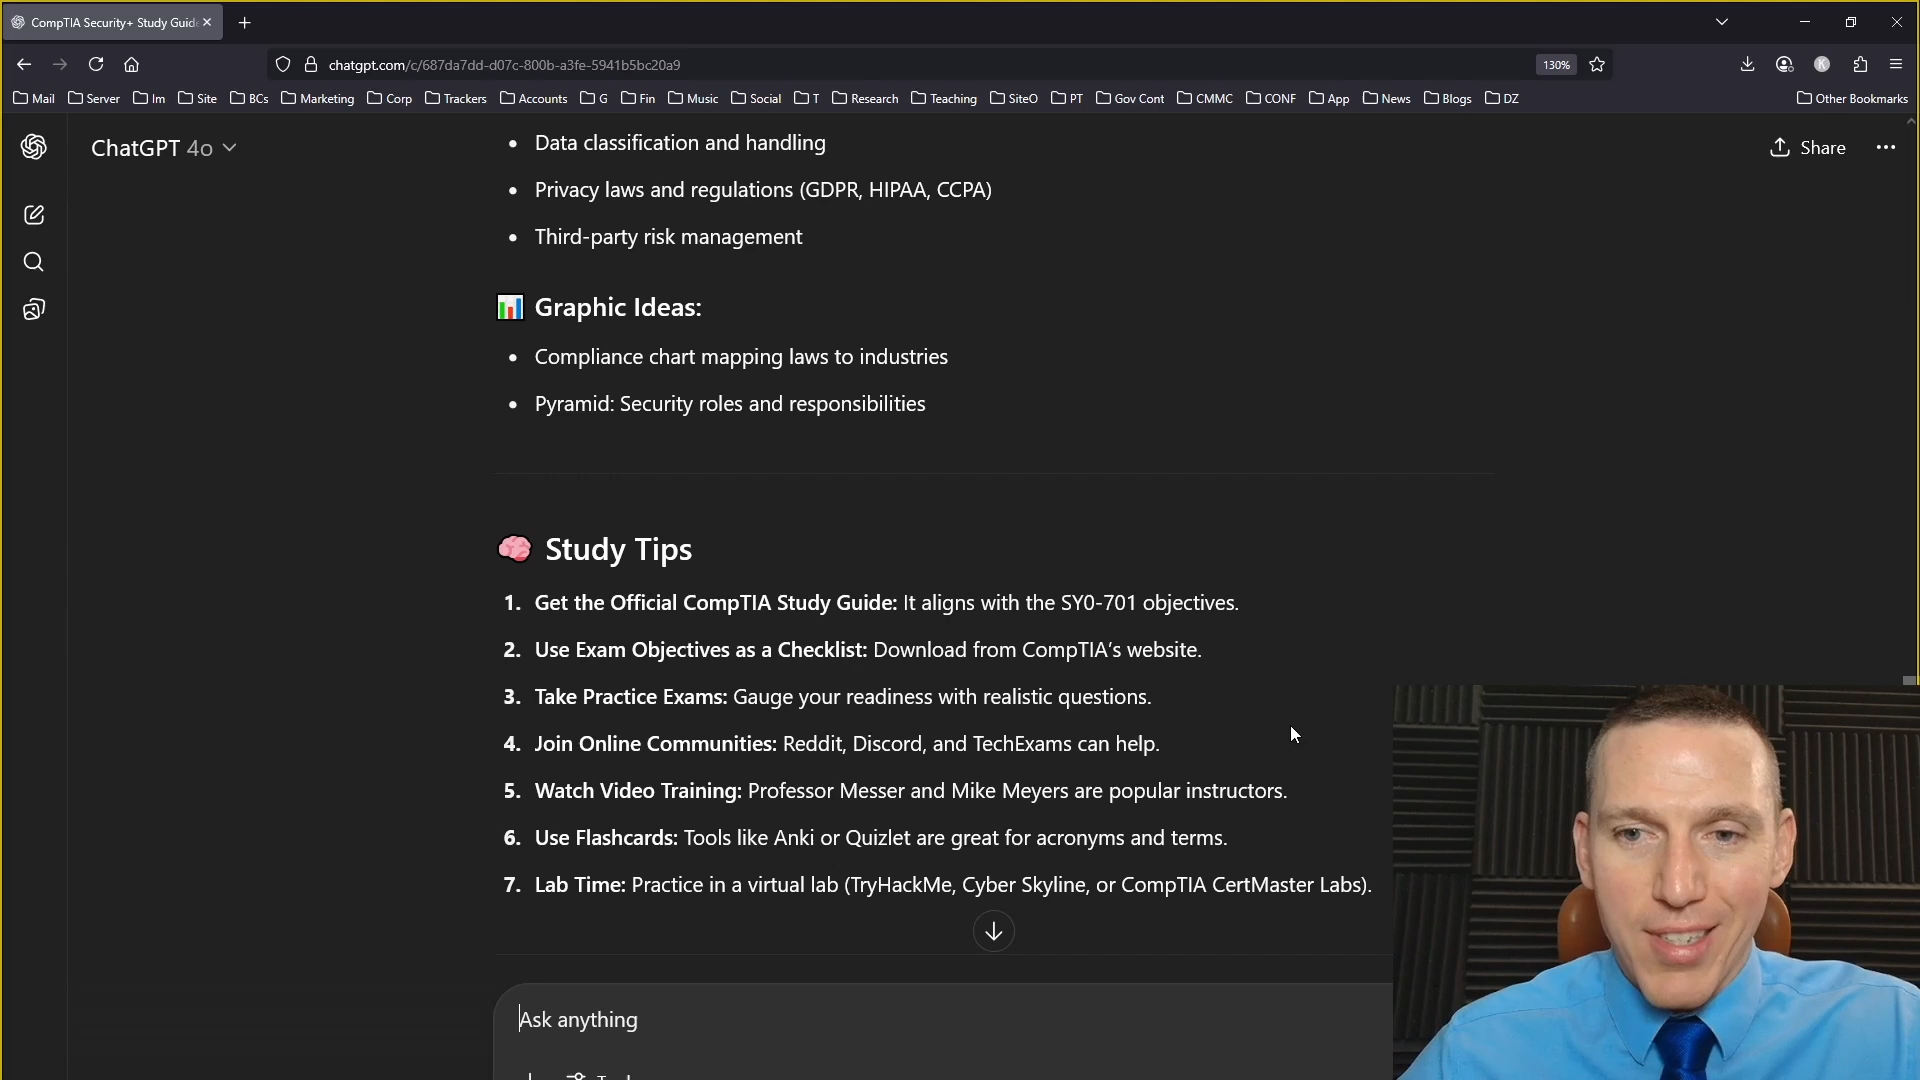 CompTIA Security+ Study Guid
chatgpt.com/c/687da7dd-d07c-800b-a3fe-5941b5bc20a9
130%
K
Mail Server Im Site BCs Marketing Corp Trackers Accounts G Fin Music Social T Research Teaching SiteO PT Gov Cont CMMC CONF App News Blogs DZ Other Bookmarks
ChatGPT 4o
Share
• Data classification and handling
• Privacy laws and regulations (GDPR, HIPAA, CCPA)
• Third-party risk management
📊 Graphic Ideas:
• Compliance chart mapping laws to industries
• Pyramid: Security roles and responsibilities
🧠 Study Tips
1. Get the Official CompTIA Study Guide: It aligns with the SY0-701 objectives.
2. Use Exam Objectives as a Checklist: Download from CompTIA's website.
3. Take Practice Exams: Gauge your readiness with realistic questions.
4. Join Online Communities: Reddit, Discord, and TechExams can help.
5. Watch Video Training: Professor Messer and Mike Meyers are popular instructors.
6. Use Flashcards: Tools like Anki or Quizlet are great for acronyms and terms.
7. Lab Time: Practice in a virtual lab (TryHackMe, Cyber Skyline, or CompTIA CertMaster Labs).
Ask anything